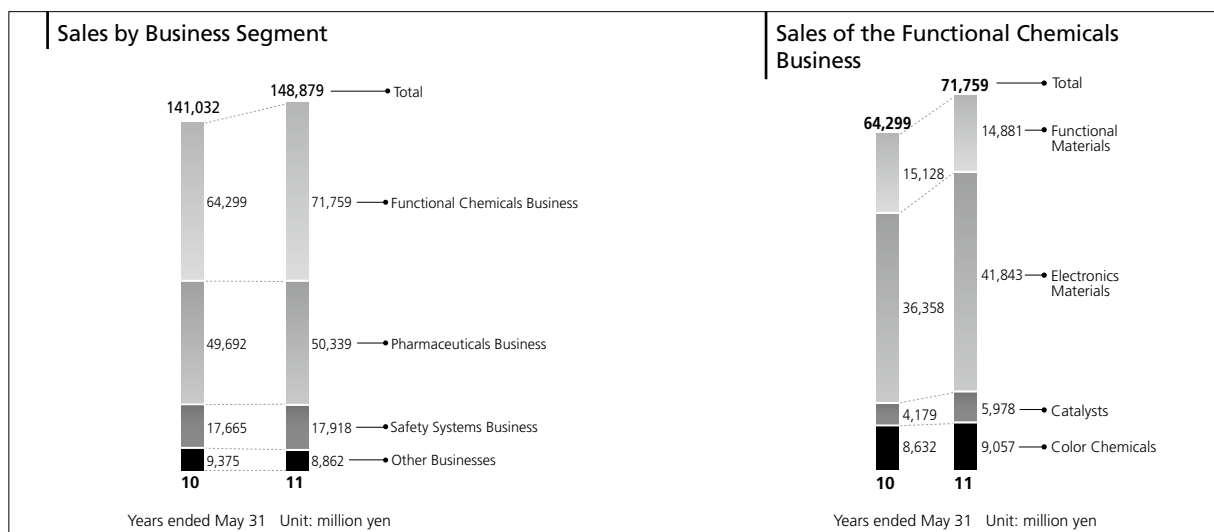 Sales by Business Segment
141,032
148,879
Total
64,299
71,759
Functional Chemicals Business
49,692
50,339
Pharmaceuticals Business
17,665
17,918
Safety Systems Business
9,375
8,862
Other Businesses
10
11
Years ended May 31 Unit: million yen
Sales of the Functional Chemicals
Business
64,299
71,759
Total
15,128
14,881
Functional
Materials
36,358
41,843
Electronics
Materials
4,179
5,978
Catalysts
8,632
9,057
Color Chemicals
10
11
Years ended May 31 Unit: million yen